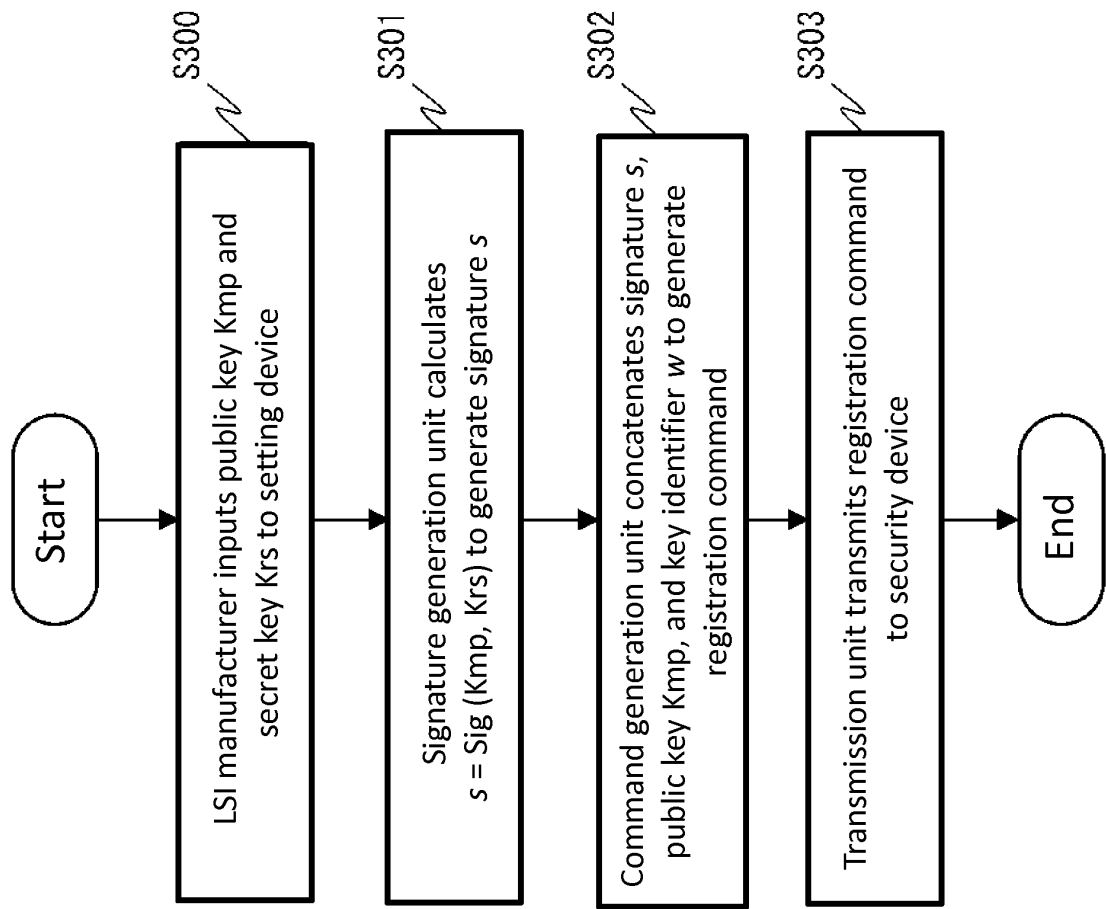 Start
S300
LSI manufacturer inputs public key Kmp and
secret key Krs to setting device
S301
Signature generation unit calculates
s = Sig (Kmp, Krs) to generate signature s
S302
Command generation unit concatenates signature s,
public key Kmp, and key identifier w to generate
registration command
S303
Transmission unit transmits registration command
to security device
End